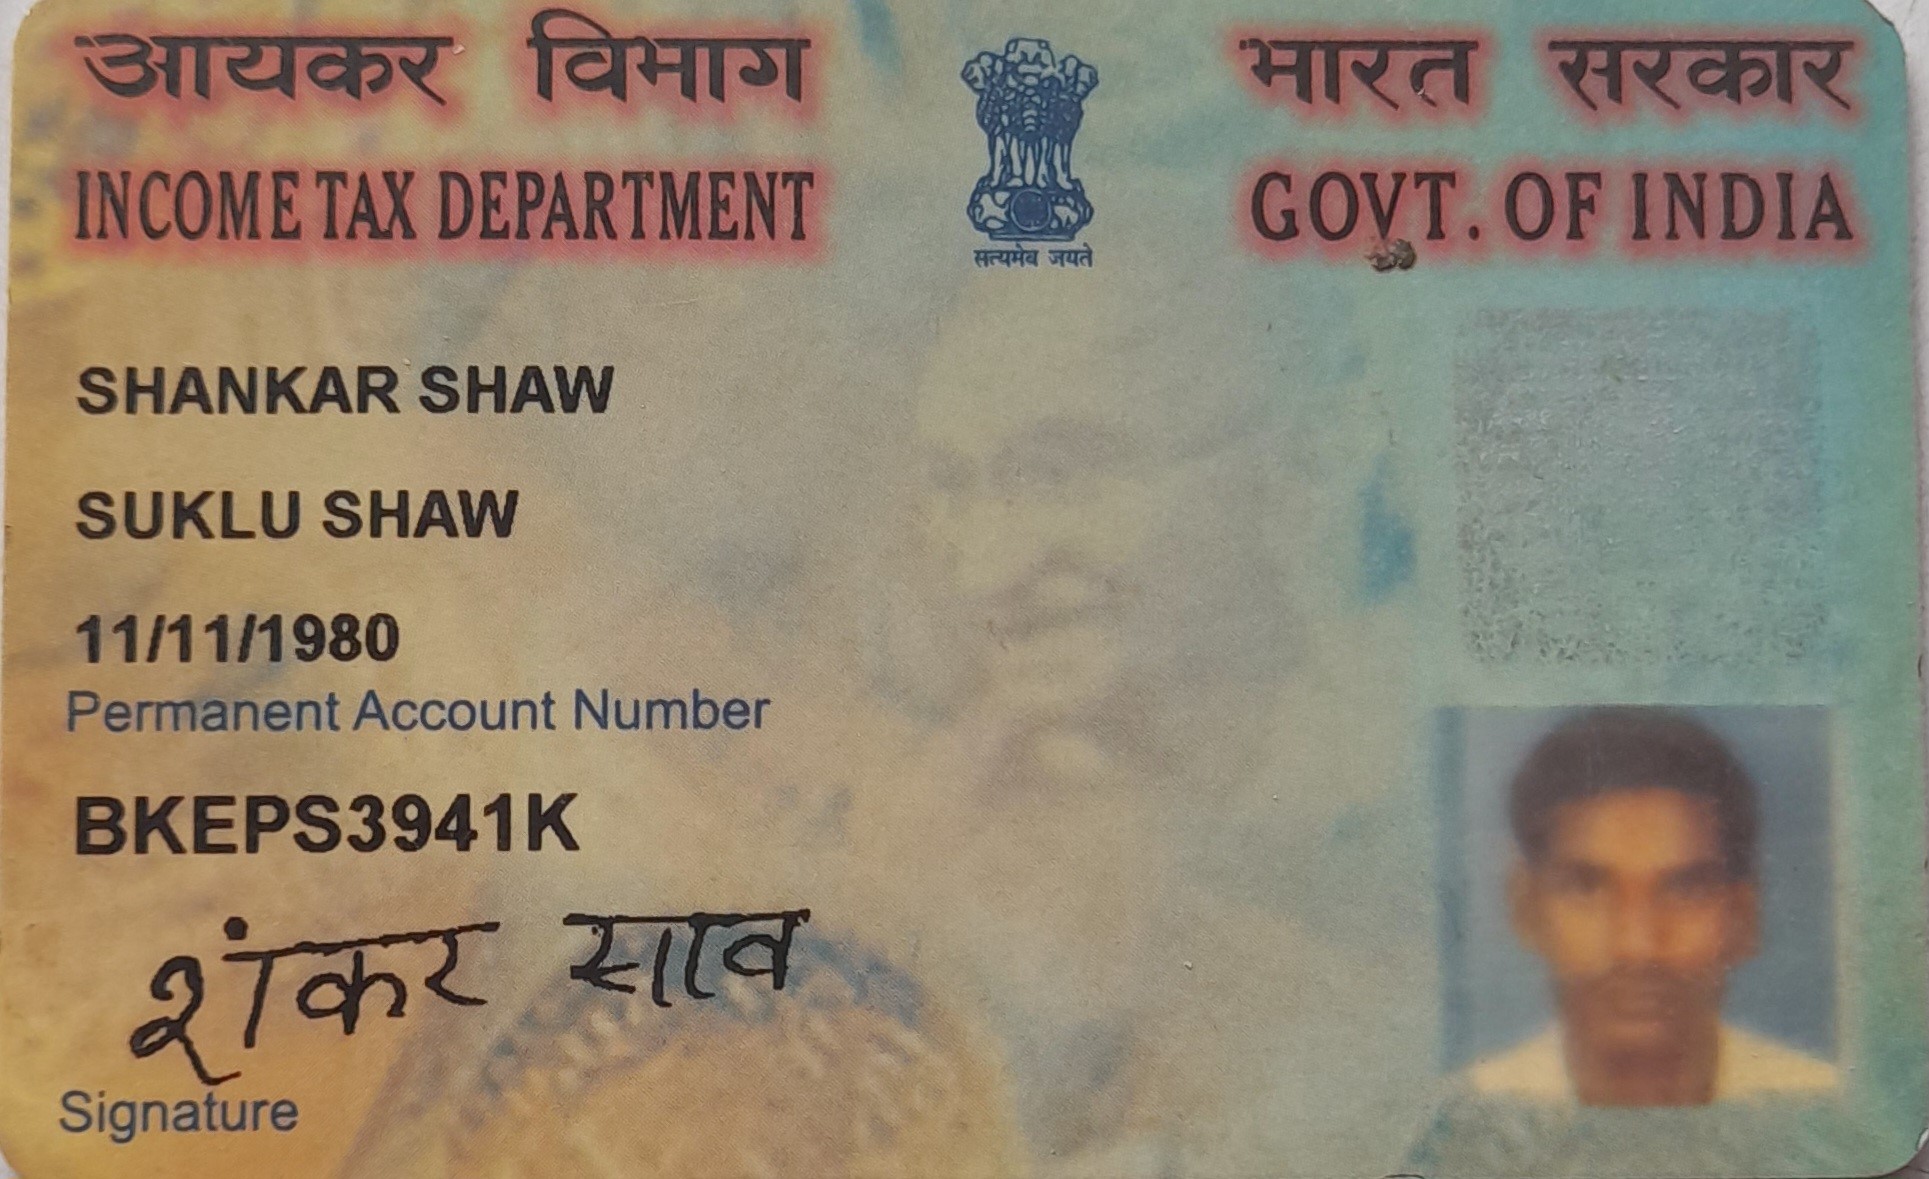 आयकर विभाग
INCOME TAX DEPARTMENT
सत्यमेव जयते
भारत सरकार
GOVT. OF INDIA
SHANKAR SHAW
SUKLU SHAW
11/11/1980
Permanent Account Number
BKEPS3941K
शंकर साव
Signature